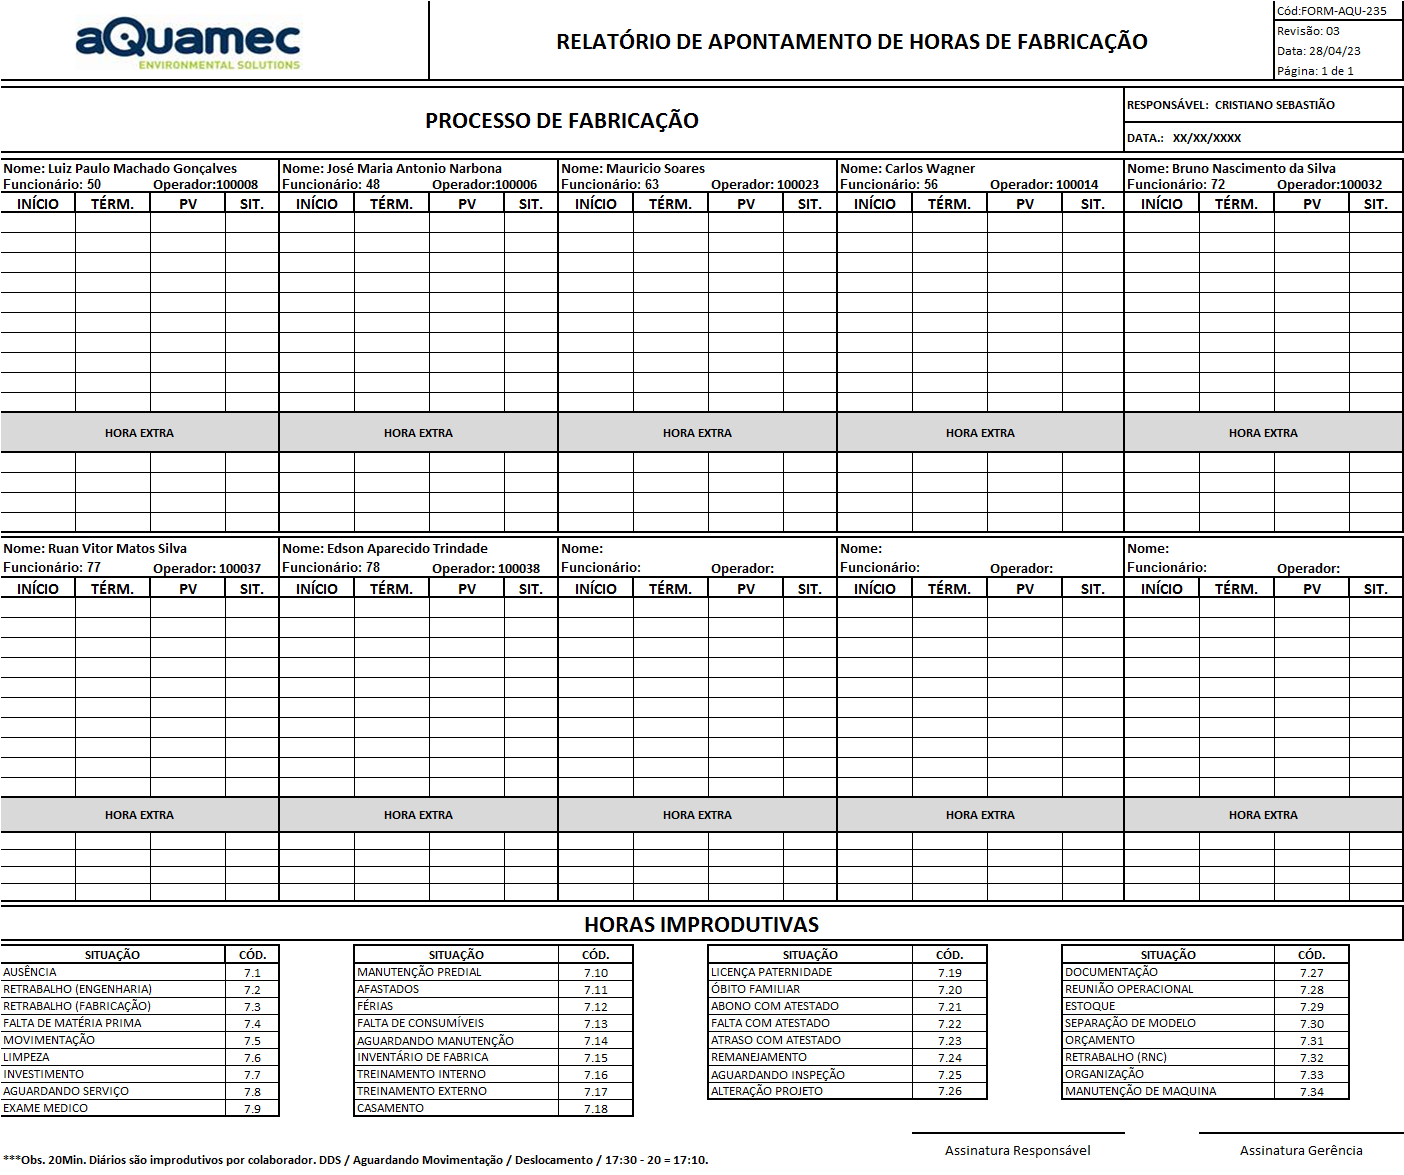 aQuamec
ENVIRONMENTAL SOLUTIONS
RELATÓRIO DE APONTAMENTO DE HORAS DE FABRICAÇÃO
Cód:FORM-AQU-235
Revisão: 03
Data: 28/04/23
Página: 1 de 1
PROCESSO DE FABRICAÇÃO
RESPONSÁVEL: CRISTIANO SEBASTIÃO
DATA.: XX/XX/XXXX
Nome: Luiz Paulo Machado Gonçalves Nome: José Maria Antonio Narbona Nome: Mauricio Soares Nome: Carlos Wagner Nome: Bruno Nascimento da Silva
Funcionário: 50 Operador:100008 Funcionário: 48 Operador:100006 Funcionário: 63 Operador: 100023 Funcionário: 56 Operador: 100014 Funcionário: 72 Operador:100032
INÍCIO TÉRM. PV SIT. INÍCIO TÉRM. PV SIT. INÍCIO TÉRM. PV SIT. INÍCIO TÉRM. PV SIT. INÍCIO TÉRM. PV SIT.
HORA EXTRA HORA EXTRA HORA EXTRA HORA EXTRA HORA EXTRA
Nome: Ruan Vitor Matos Silva Nome: Edson Aparecido Trindade Nome: Nome: Nome:
Funcionário: 77 Operador: 100037 Funcionário: 78 Operador: 100038 Funcionário: Operador: Funcionário: Operador: Funcionário: Operador:
INÍCIO TÉRM. PV SIT. INÍCIO TÉRM. PV SIT. INÍCIO TÉRM. PV SIT. INÍCIO TÉRM. PV SIT. INÍCIO TÉRM. PV SIT.
HORA EXTRA HORA EXTRA HORA EXTRA HORA EXTRA HORA EXTRA
HORAS IMPRODUTIVAS
SITUAÇÃO CÓD. SITUAÇÃO CÓD. SITUAÇÃO CÓD. SITUAÇÃO CÓD.
AUSÊNCIA 7.1 MANUTENÇÃO PREDIAL 7.10 LICENÇA PATERNIDADE 7.19 DOCUMENTAÇÃO 7.27
RETRABALHO (ENGENHARIA) 7.2 AFASTADOS 7.11 ÓBITO FAMILIAR 7.20 REUNIÃO OPERACIONAL 7.28
RETRABALHO (FABRICAÇÃO) 7.3 FÉRIAS 7.12 ABONO COM ATESTADO 7.21 ESTOQUE 7.29
FALTA DE MATÉRIA PRIMA 7.4 FALTA DE CONSUMÍVEIS 7.13 FALTA COM ATESTADO 7.22 SEPARAÇÃO DE MODELO 7.30
MOVIMENTAÇÃO 7.5 AGUARDANDO MANUTENÇÃO 7.14 ATRASO COM ATESTADO 7.23 ORÇAMENTO 7.31
LIMPEZA 7.6 INVENTÁRIO DE FABRICA 7.15 REMANEJAMENTO 7.24 RETRABALHO (RNC) 7.32
INVESTIMENTO 7.7 TREINAMENTO INTERNO 7.16 AGUARDANDO INSPEÇÃO 7.25 ORGANIZAÇÃO 7.33
AGUARDANDO SERVIÇO 7.8 TREINAMENTO EXTERNO 7.17 ALTERAÇÃO PROJETO 7.26 MANUTENÇÃO DE MAQUINA 7.34
EXAME MEDICO 7.9 CASAMENTO 7.18
Assinatura Responsável Assinatura Gerência
***Obs. 20Min. Diários são improdutivos por colaborador. DDS / Aguardando Movimentação / Deslocamento / 17:30 - 20 = 17:10.